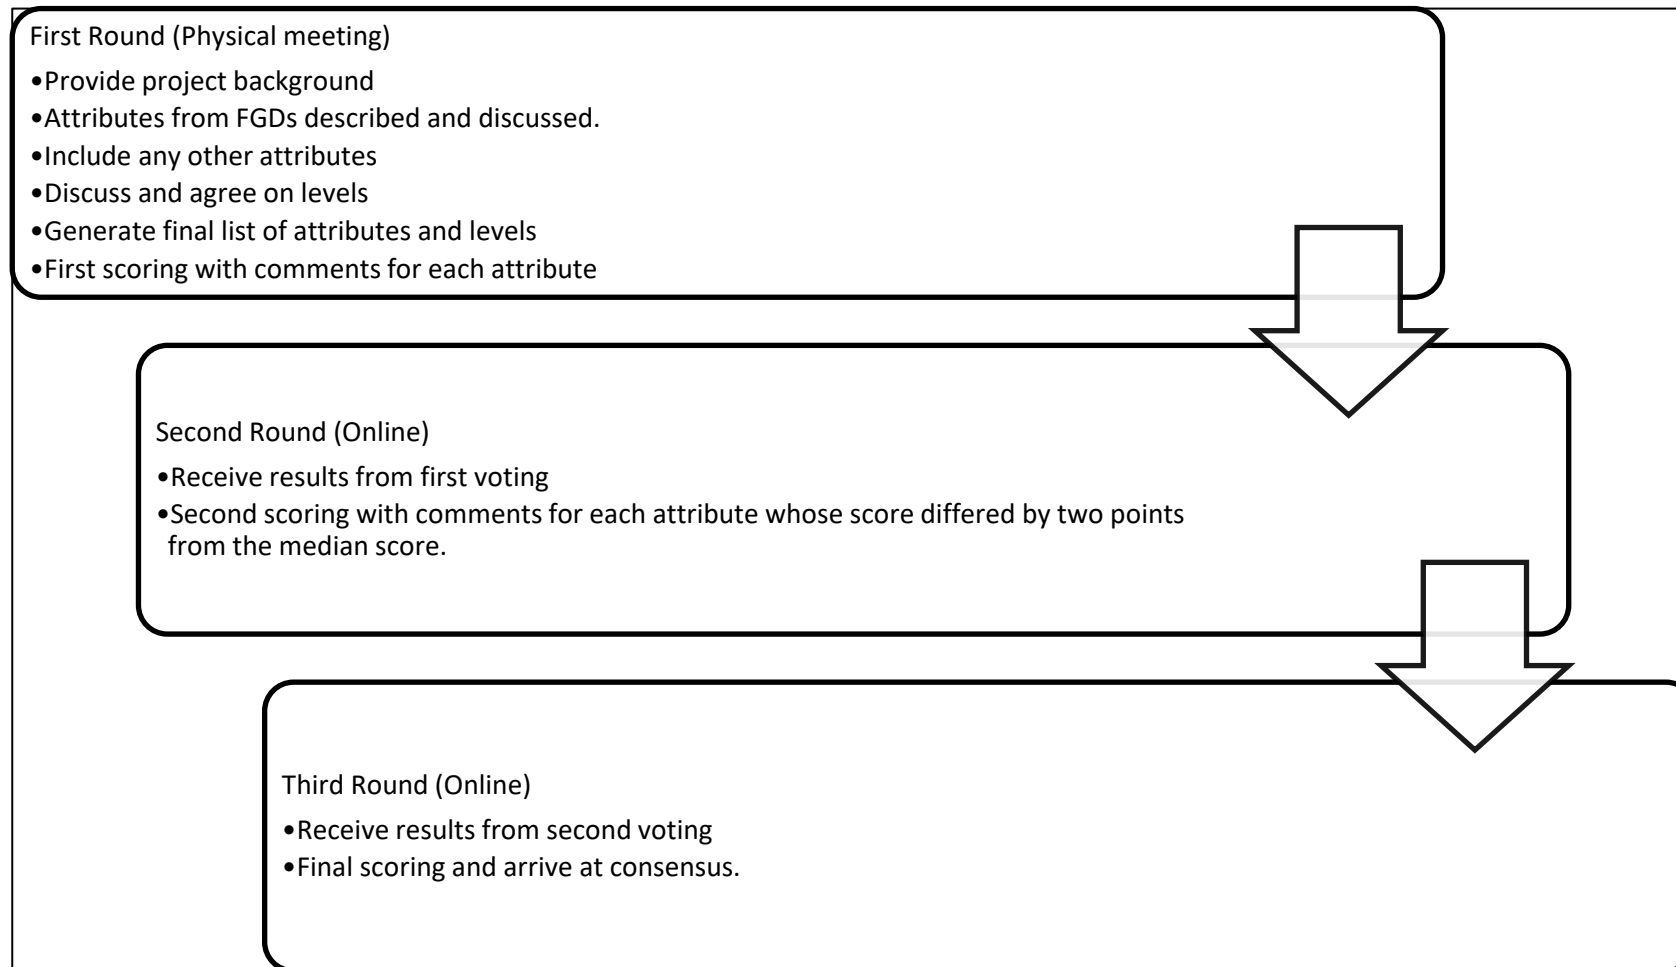 First Round (Physical meeting)
•Provide project background
•Attributes from FGDs described and discussed.
•Include any other attributes
•Discuss and agree on levels
•Generate final list of attributes and levels
•First scoring with comments for each attribute
Second Round (Online)
•Receive results from first voting
•Second scoring with comments for each attribute whose score differed by two points
from the median score.
Third Round (Online)
•Receive results from second voting
•Final scoring and arrive at consensus.